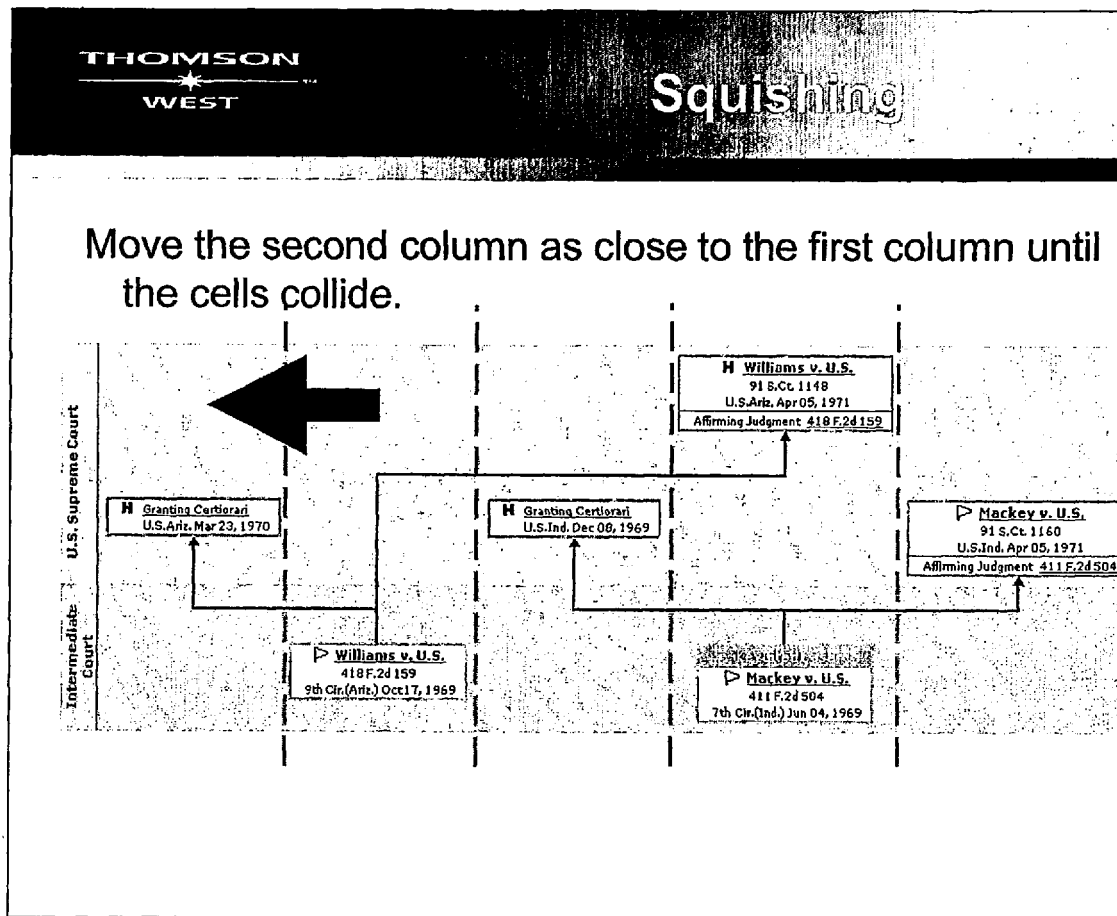 THOMSON
WEST
Squishing
Move the second column as close to the first column until
the cells collide.
U.S. Supreme Court
Intermediate
Court
H Williams v. U.S.
91 S.Ct. 1148
U.S.Ariz. Apr 05, 1971
Affirming Judgment 418 F.2d 159
H Granting Certiorari
U.S.Ariz. Mar 23, 1970
H Granting Certiorari
U.S.Ind. Dec 08, 1969
Mackey v. U.S.
91 S.Ct. 1160
U.S.Ind. Apr 05, 1971
Affirming Judgment 411 F.2d 504
Williams v. U.S.
418 F.2d 159
9th Cir.(Ariz.) Oct 17, 1969
Mackey v. U.S.
411 F.2d 504
7th Cir.(Ind.) Jun 04, 1969